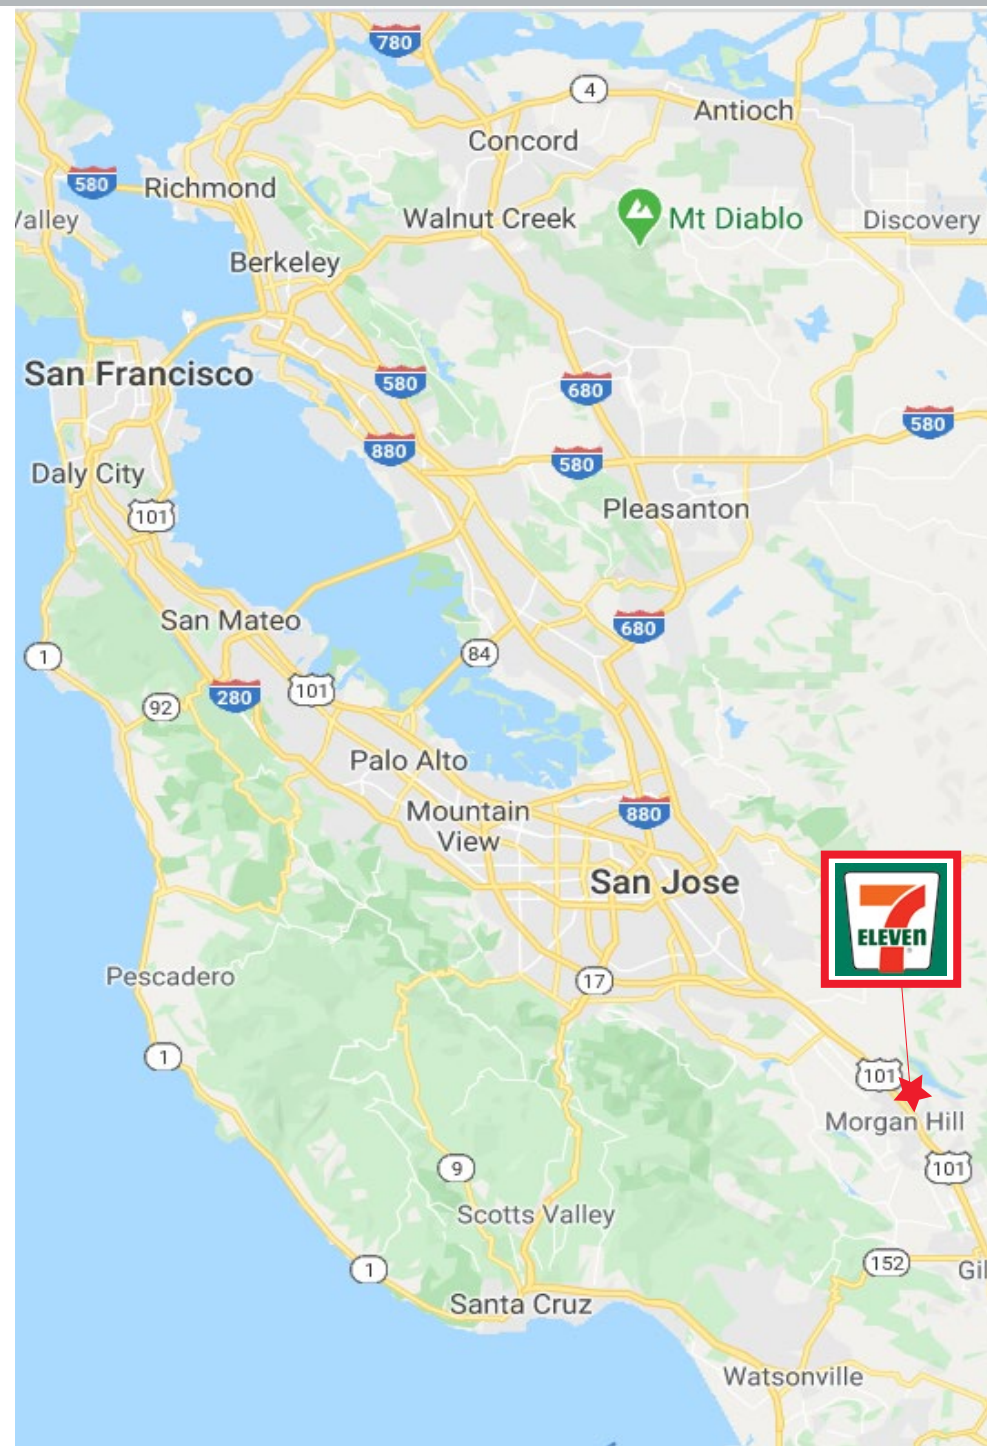 780
4
Antioch
Concord
580
Richmond
Valley
Walnut Creek
Mt Diablo
Discovery
Berkeley
San Francisco
580
680
580
880
580
Daly City
101
Pleasanton
San Mateo
680
1
84
92
280
101
Palo Alto
Mountain
View
880
San Jose
7
ELEVEN
Pescadero
17
1
101
Morgan Hill
9
101
Scotts Valley
1
152
Gil
Santa Cruz
Watsonville